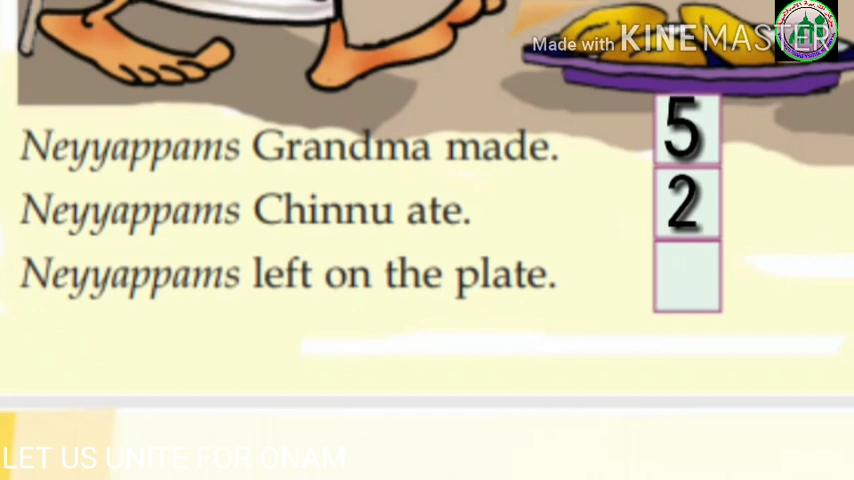 Made with KINEMASTER
Neyyappams Grandma made. 5
Neyyappams Chinnu ate. 2
Neyyappams left on the plate.
LET US UNITE FOR ONAM